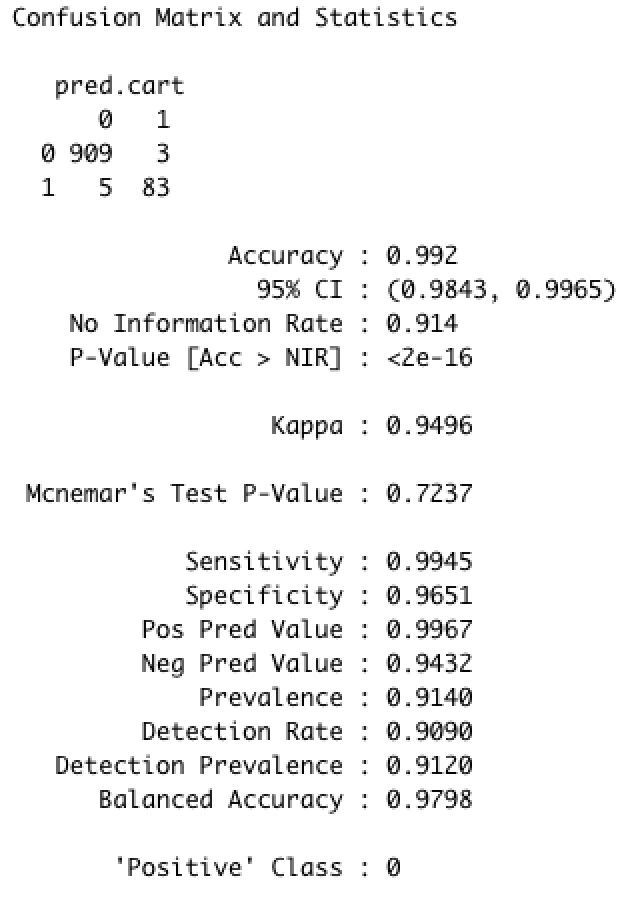 Confusion Matrix and Statistics
pred.cart
0 1
0 909 3
1 5 83
Accuracy : 0.992
95% CI : (0.9843, 0.9965)
No Information Rate : 0.914
P-Value [Acc > NIR] : <2e-16
Kappa : 0.9496
Mcnemar's Test P-Value : 0.7237
Sensitivity : 0.9945
Specificity : 0.9651
Pos Pred Value : 0.9967
Neg Pred Value : 0.9432
Prevalence : 0.9140
Detection Rate : 0.9090
Detection Prevalence : 0.9120
Balanced Accuracy : 0.9798
'Positive' Class : 0